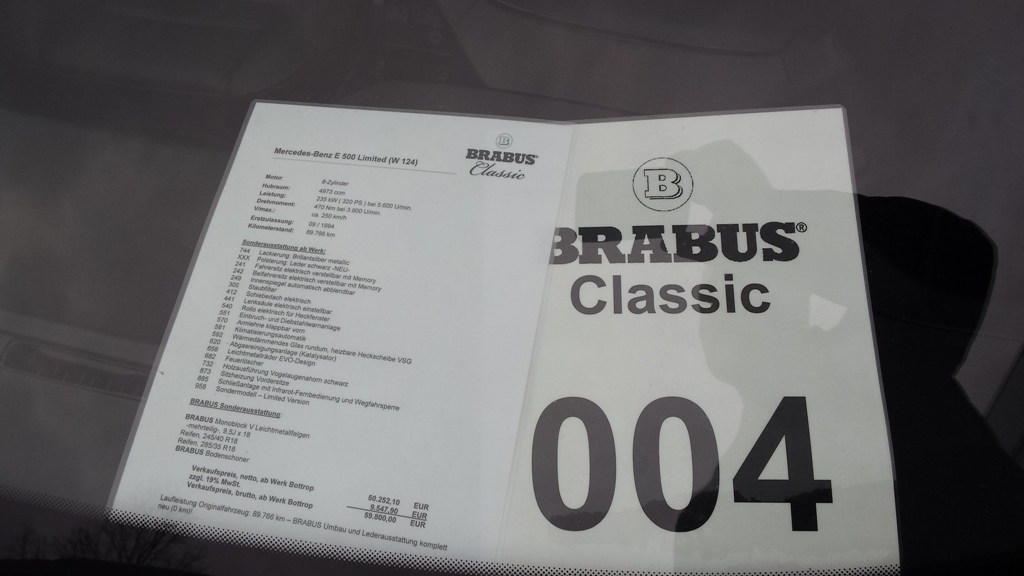 Mercedes-Benz E 500 Limited (W 124)
B
BRABUS
Classic
Motor: 8-Zylinder
Hubraum: 4973 ccm
Leistung: 235 kW ( 320 PS ) bei 5.600 U/min.
Drehmoment: 470 Nm bei 3.900 U/min.
Vmax.: ca. 250 km/h
Erstzulassung: 09 / 1994
Kilometerstand: 89.766 km
Sonderausstattung ab Werk:
744 Lackierung: Brillantsilber metallic
XXX Polsterung: Leder schwarz -NEU-
241 Fahrersitz elektrisch verstellbar mit Memory
242 Beifahrersitz elektrisch verstellbar mit Memory
249 Innenspiegel automatisch abblendbar
305 Staubfilter
412 Schiebedach elektrisch
441 Lenksäule elektrisch einstellbar
540 Rollo elektrisch für Heckfenster
551 Einbruch- und Diebstahlwarnanlage
570 Armlehne klappbar vorn
581 Klimatisierungsautomatik
592 Wärmedämmendes Glas rundum, heizbare Heckscheibe VSG
620 Abgasreinigungsanlage (Katalysator)
658 Leichtmetallräder EVO-Design
682 Feuerlöscher
732 Holzausführung Vogelaugenahorn schwarz
873 Sitzheizung Vordersitze
885 Schließanlage mit Infrarot-Fernbedienung und Wegfahrsperre
958 Sondermodell – Limited Version
BRABUS Sonderausstattung:
BRABUS Monoblock V Leichtmetallfelgen
-mehrteilig-, 9,5J x 18
Reifen, 245/40 R18
Reifen, 285/35 R18
BRABUS Bodenschoner
Verkaufspreis, netto, ab Werk Bottrop 50.252,10 EUR
zzgl. 19% MwSt. 9.547,90 EUR
Verkaufspreis, brutto, ab Werk Bottrop 59.800,00 EUR
Laufleistung Originalfahrzeug: 89.766 km – BRABUS Umbau und Lederausstattung komplett
neu (0 km)!
B
BRABUS®
Classic
004